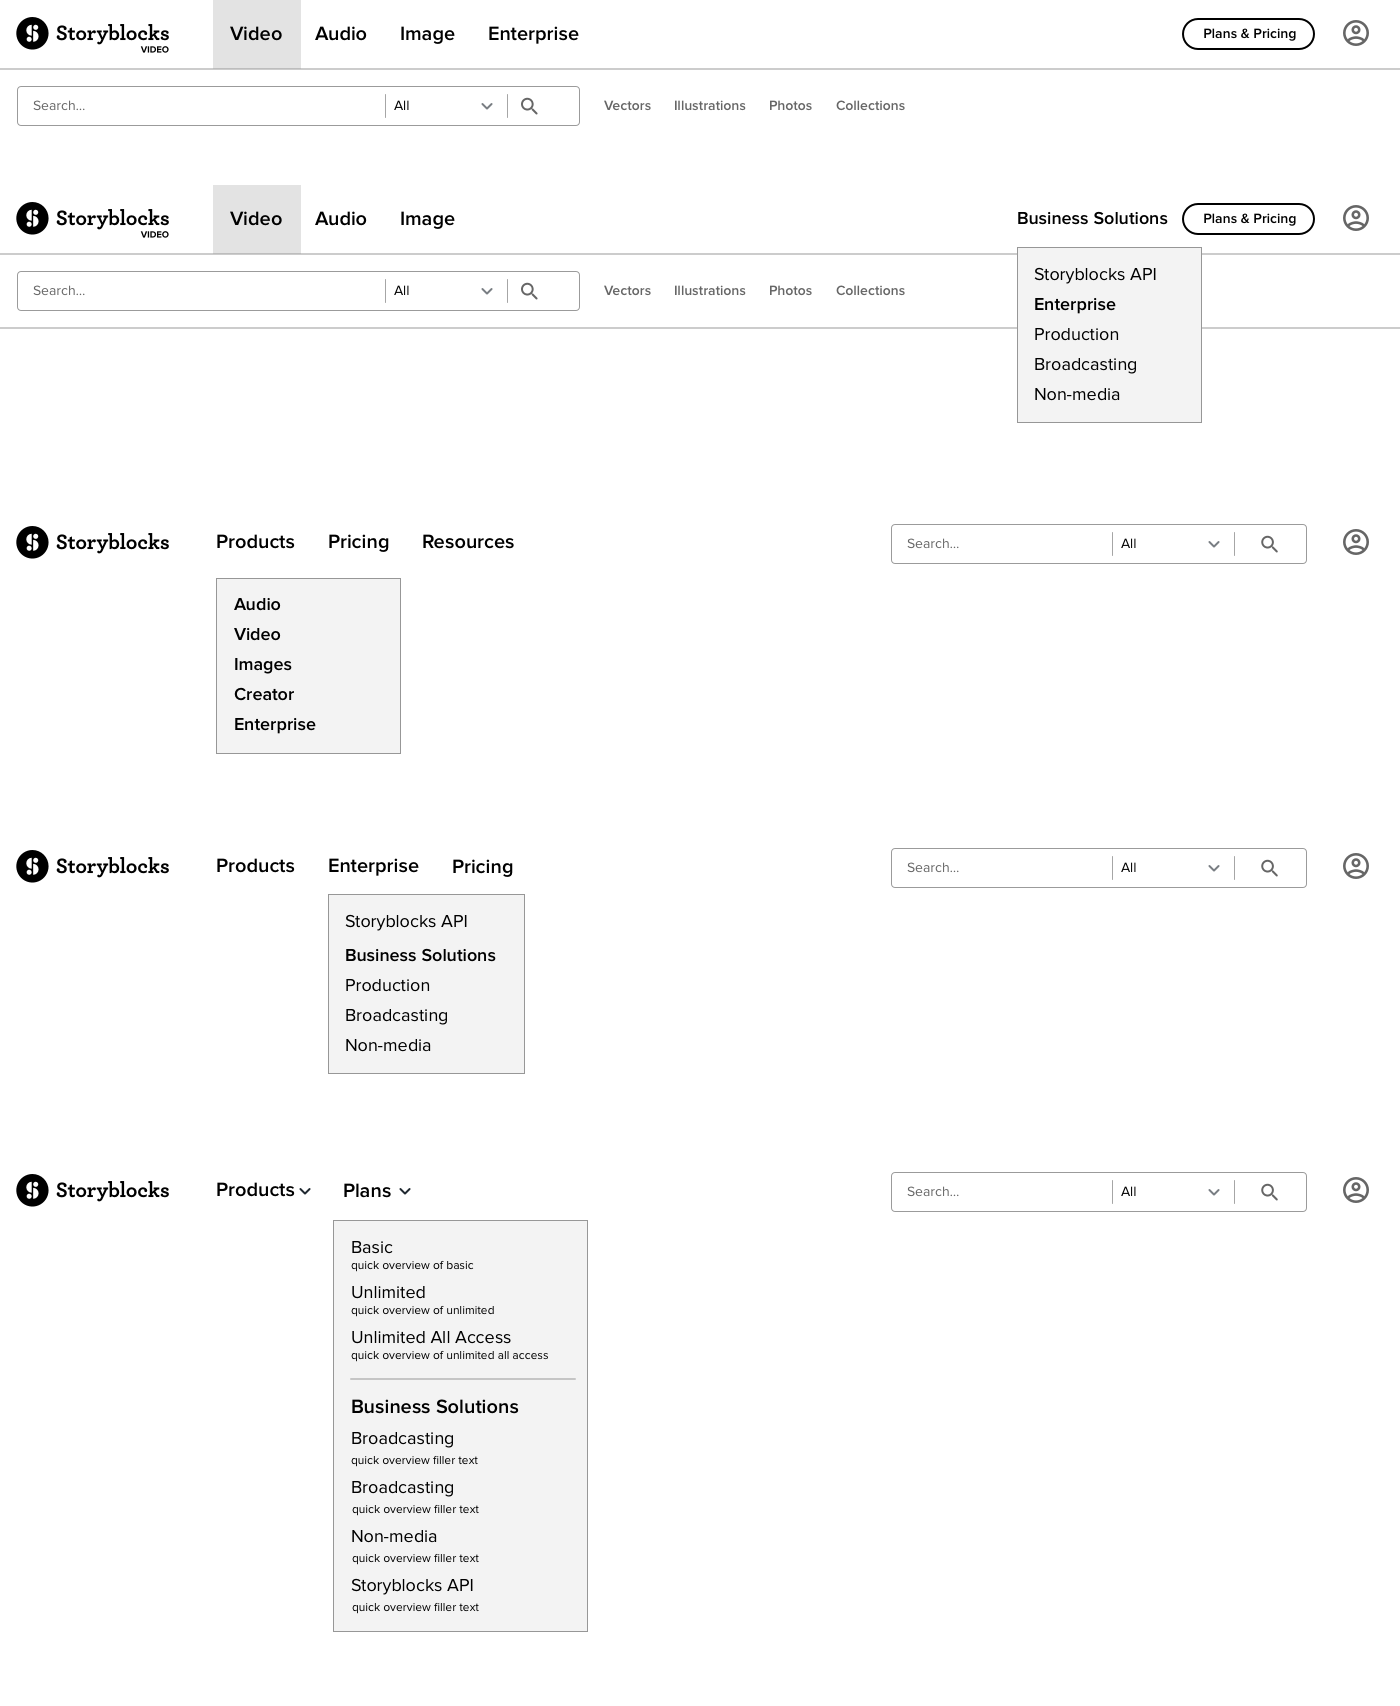 Storyblocks Video Audio Image Enterprise Plans & Pricing
VIDEO
Search... All Vectors Illustrations Photos Collections
Storyblocks Video Audio Image Business Solutions Plans & Pricing
VIDEO
Search... All Vectors Illustrations Photos Collections
Storyblocks API
Enterprise
Production
Broadcasting
Non-media
Storyblocks Products Pricing Resources Search... All
Audio
Video
Images
Creator
Enterprise
Storyblocks Products Enterprise Pricing Search... All
Storyblocks API
Business Solutions
Production
Broadcasting
Non-media
Storyblocks Products Plans Search... All
Basic
quick overview of basic
Unlimited
quick overview of unlimited
Unlimited All Access
quick overview of unlimited all access
Business Solutions
Broadcasting
quick overview filler text
Broadcasting
quick overview filler text
Non-media
quick overview filler text
Storyblocks API
quick overview filler text